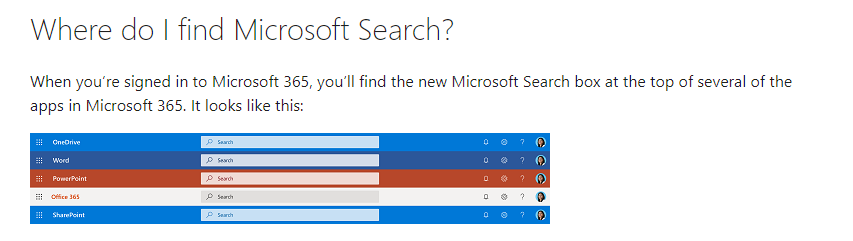 Where do I find Microsoft Search?
When you're signed in to Microsoft 365, you'll find the new Microsoft Search box at the top of several of the
apps in Microsoft 365. It looks like this:
OneDrive Search ?
Word Search ?
PowerPoint Search ?
Office 365 Search ?
SharePoint Search ?